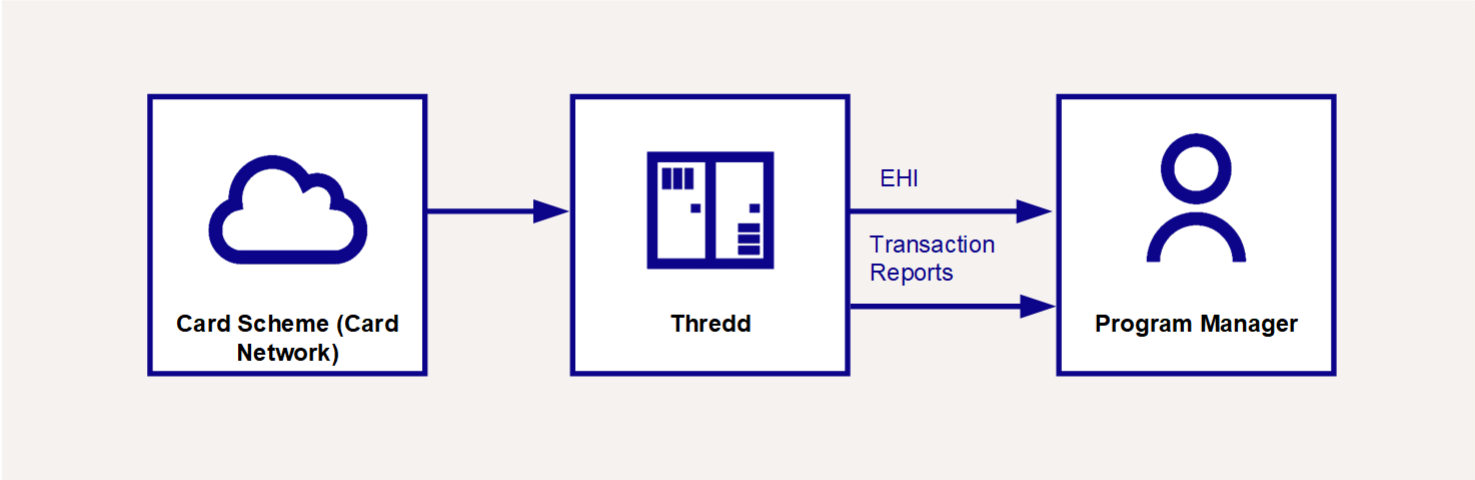 EHI
Transaction
Reports
Card Scheme (Card
Network)
Thredd
Program Manager